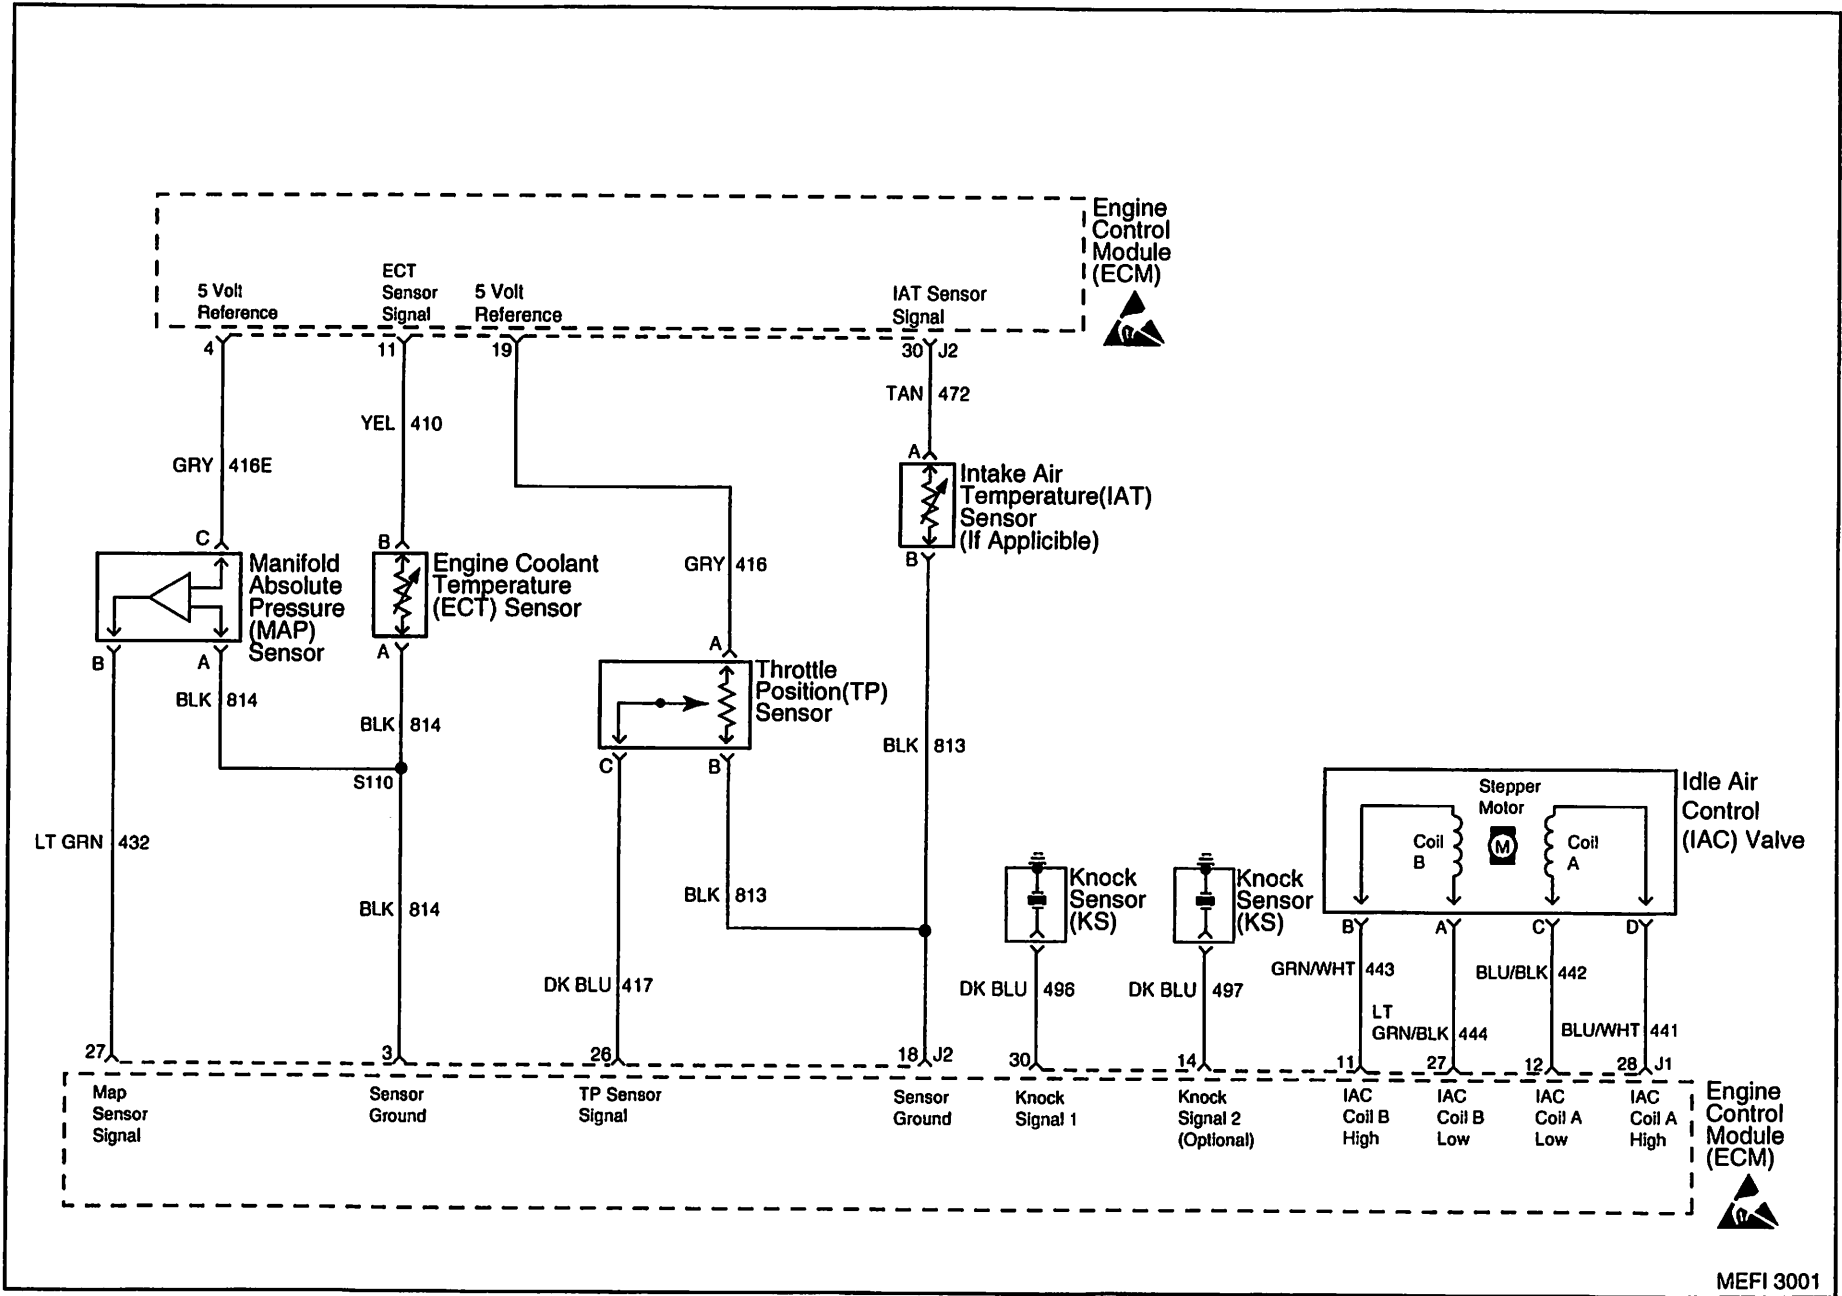 Engine
Control
Module
(ECM)
5 Volt
Reference
ECT
Sensor
Signal
5 Volt
Reference
IAT Sensor
Signal
4
11
19
30 J2
TAN 472
YEL 410
GRY 416E
A
Intake Air
Temperature(IAT)
Sensor
(If Applicible)
B
C
Manifold
Absolute
Pressure
(MAP)
Sensor
B
A
B
Engine Coolant
Temperature
(ECT) Sensor
A
GRY 416
A
Throttle
Position(TP)
Sensor
C
B
BLK 814
BLK 814
S110
BLK 813
LT GRN 432
BLK 814
BLK 813
DK BLU 417
Knock
Sensor
(KS)
Knock
Sensor
(KS)
Stepper
Motor
Coil
B
M
Coil
A
Idle Air
Control
(IAC) Valve
B
A
C
D
DK BLU 496
DK BLU 497
GRN/WHT 443
BLU/BLK 442
LT
GRN/BLK 444
BLU/WHT 441
27
3
26
18 J2
30
14
11
27
12
28 J1
Map
Sensor
Signal
Sensor
Ground
TP Sensor
Signal
Sensor
Ground
Knock
Signal 1
Knock
Signal 2
(Optional)
IAC
Coil B
High
IAC
Coil B
Low
IAC
Coil A
Low
IAC
Coil A
High
Engine
Control
Module
(ECM)
MEFI 3001